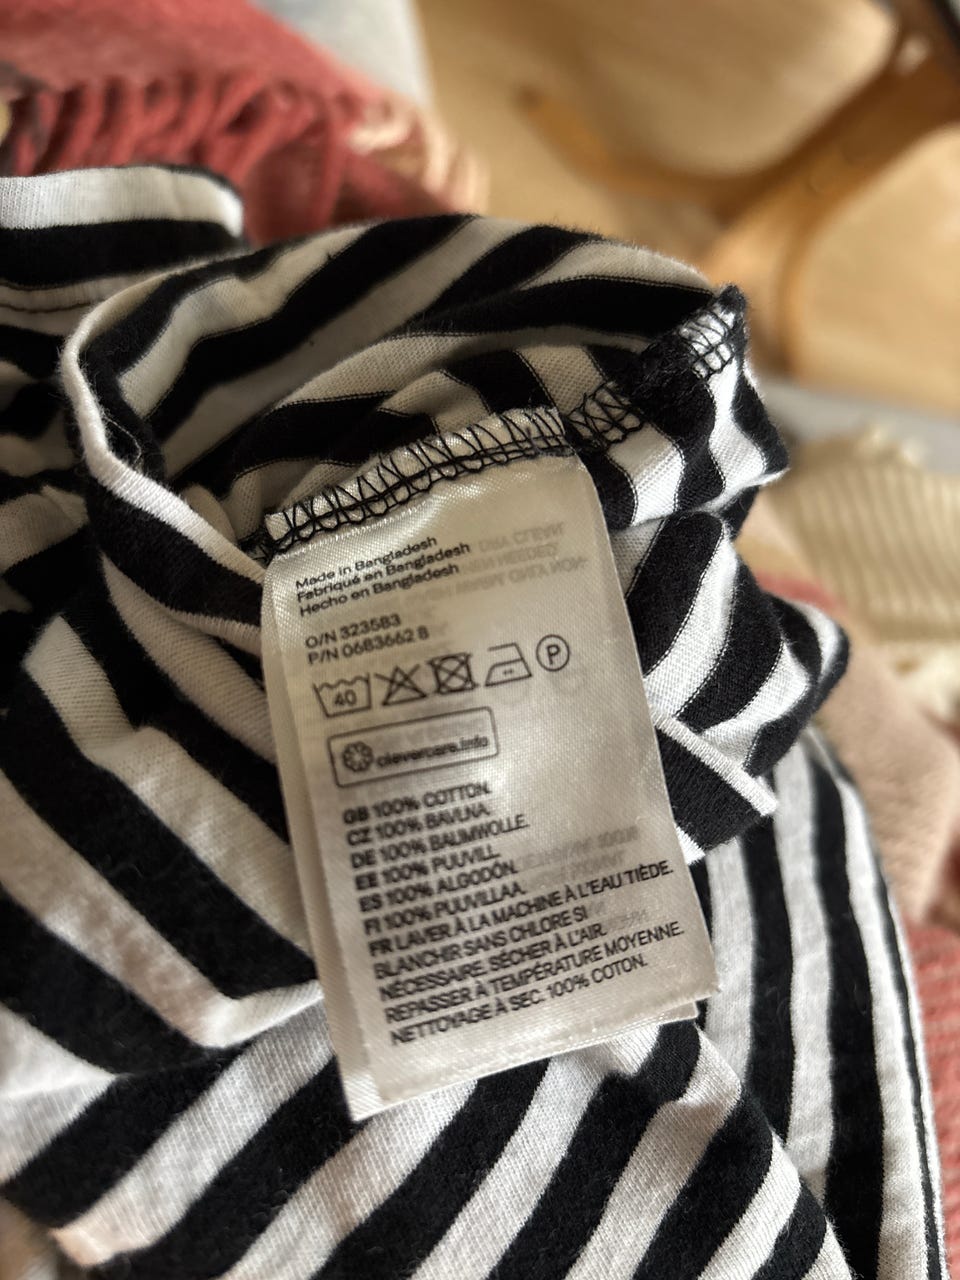 Made in Bangladesh
Fabriqué en Bangladesh
Hecho en Bangladesh
O/N 323583
P/N 0683662 8
40 P
clevercare.info
GB 100% COTTON.
CZ 100% BAVLNA.
DE 100% BAUMWOLLE.
EE 100% PUUVILL.
ES 100% ALGODÓN.
FI 100% PUUVILLAA.
FR LAVER À LA MACHINE À L'EAU TIÈDE.
BLANCHIR SANS CHLORE SI
NÉCESSAIRE. SÉCHER À L'AIR.
REPASSER À TEMPÉRATURE MOYENNE.
NETTOYAGE À SEC. 100% COTON.